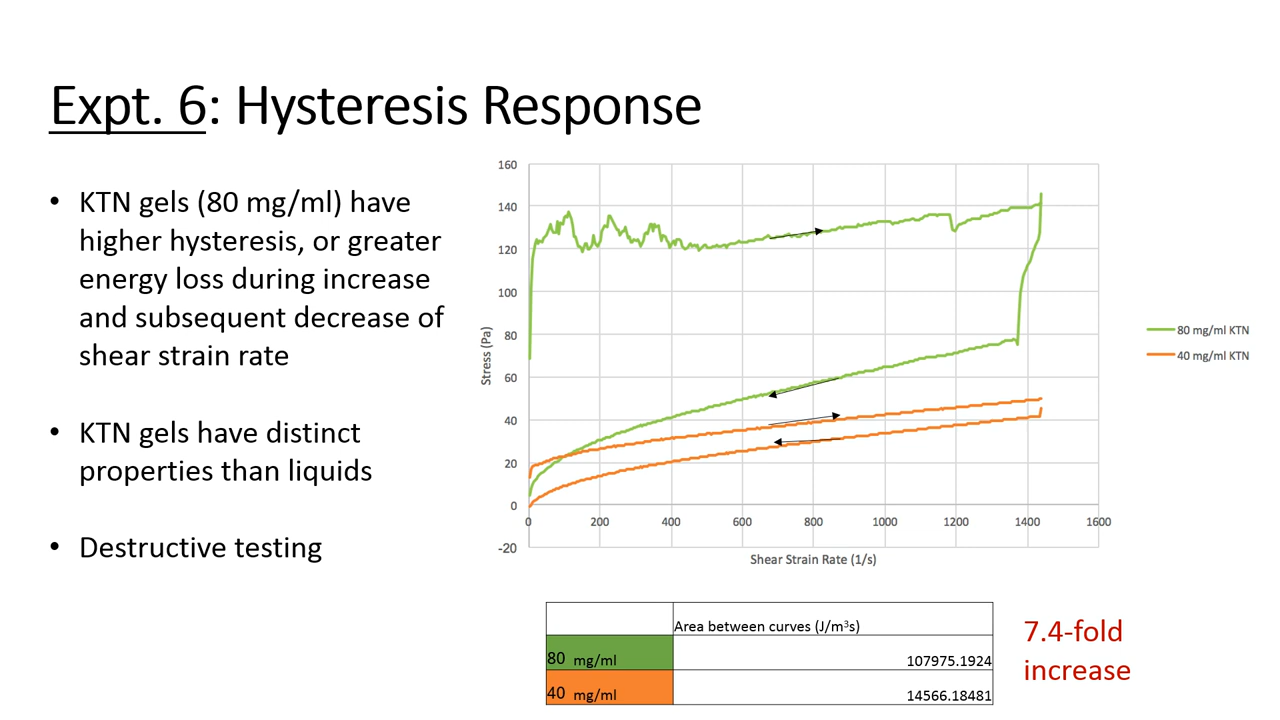 Expt. 6: Hysteresis Response
• KTN gels (80 mg/ml) have
higher hysteresis, or greater
energy loss during increase
and subsequent decrease of
shear strain rate
• KTN gels have distinct
properties than liquids
• Destructive testing
160
140
120
100
80
60
40
20
0
-20
Stress (Pa)
0 200 400 600 800 1000 1200 1400 1600
Shear Strain Rate (1/s)
80 mg/ml KTN
40 mg/ml KTN
Area between curves (J/m³s)
80 mg/ml 107975.1924
40 mg/ml 14566.18481
7.4-fold
increase